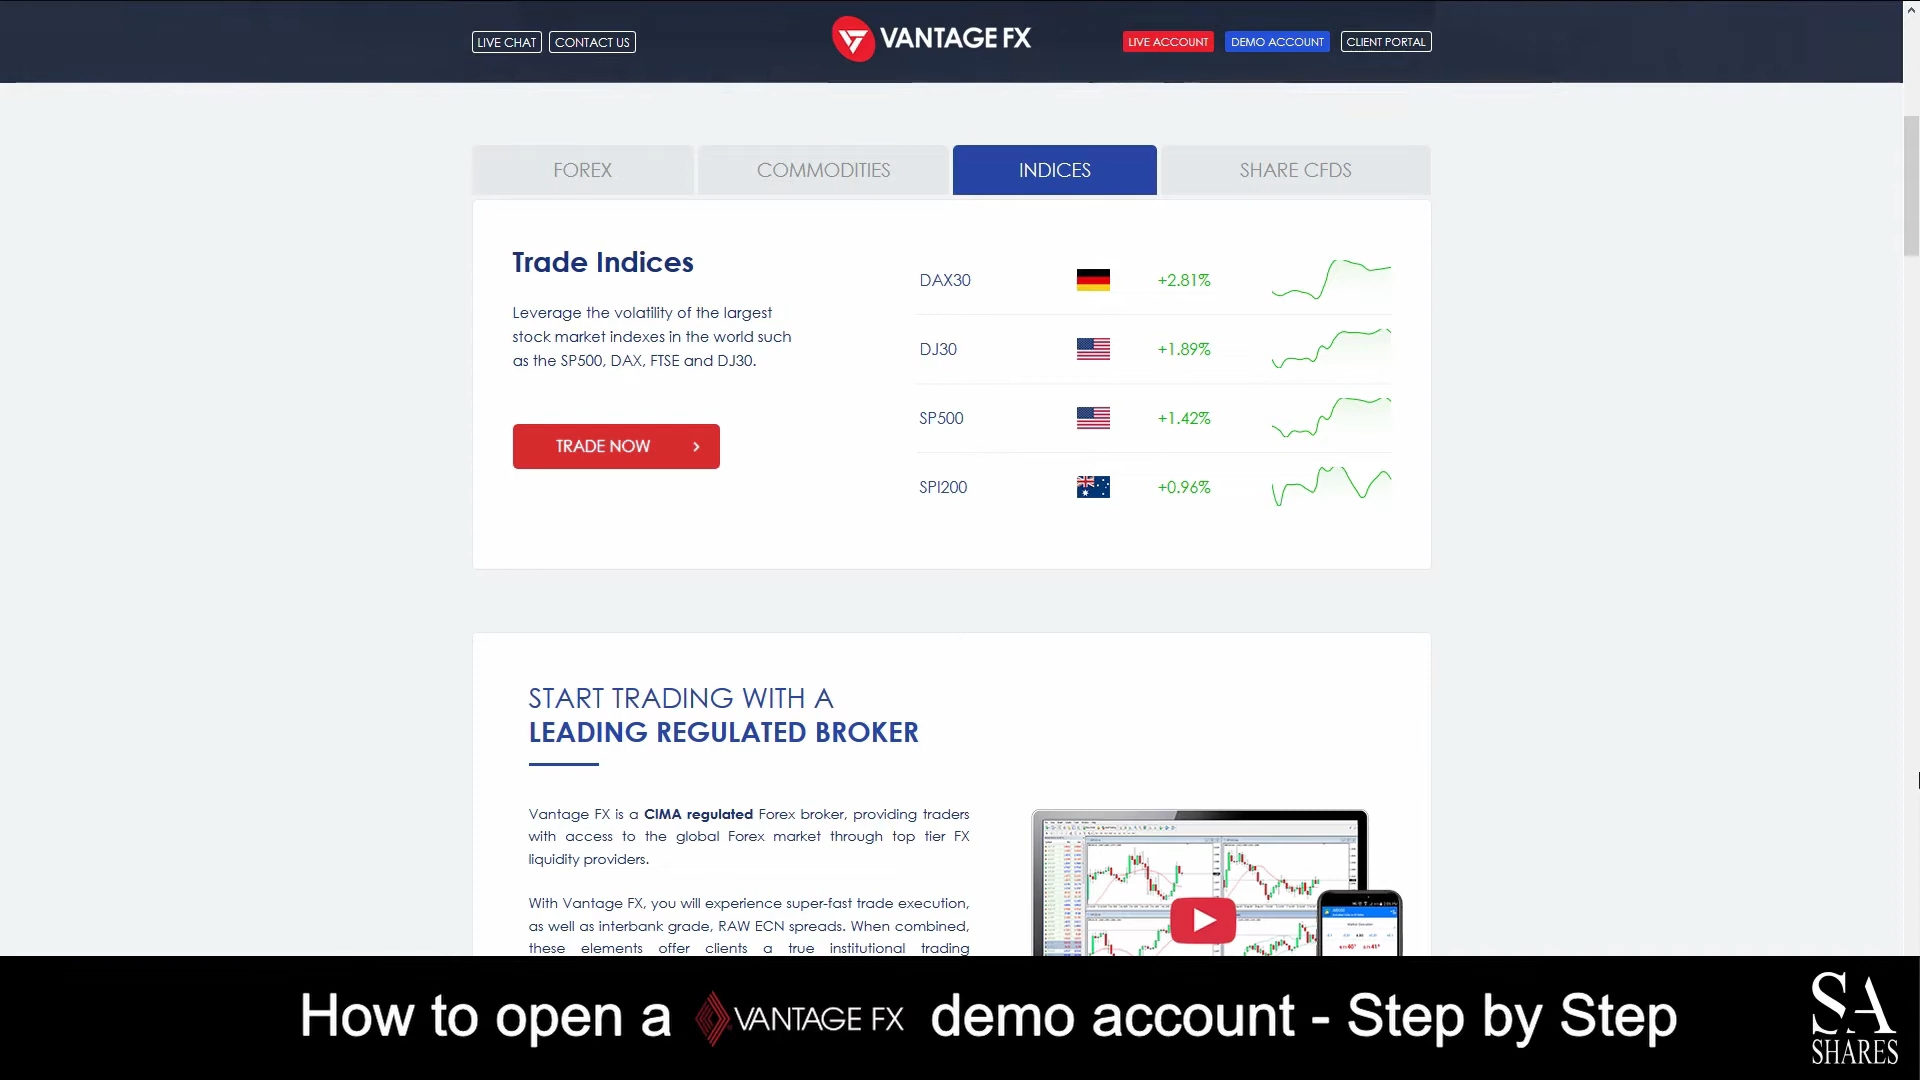 LIVE CHAT CONTACT US VANTAGE FX LIVE ACCOUNT DEMO ACCOUNT CLIENT PORTAL
FOREX COMMODITIES INDICES SHARE CFDS
Trade Indices
Leverage the volatility of the largest
stock market indexes in the world such
as the SP500, DAX, FTSE and DJ30.
TRADE NOW
DAX30 +2.81%
DJ30 +1.89%
SP500 +1.42%
SPI200 +0.96%
START TRADING WITH A
LEADING REGULATED BROKER
Vantage FX is a CIMA regulated Forex broker, providing traders
with access to the global Forex market through top tier FX
liquidity providers.
With Vantage FX, you will experience super-fast trade execution,
as well as interbank grade, RAW ECN spreads. When combined,
these elements offer clients a true institutional trading
How to open a VANTAGE FX demo account - Step by Step
SA
SHARES